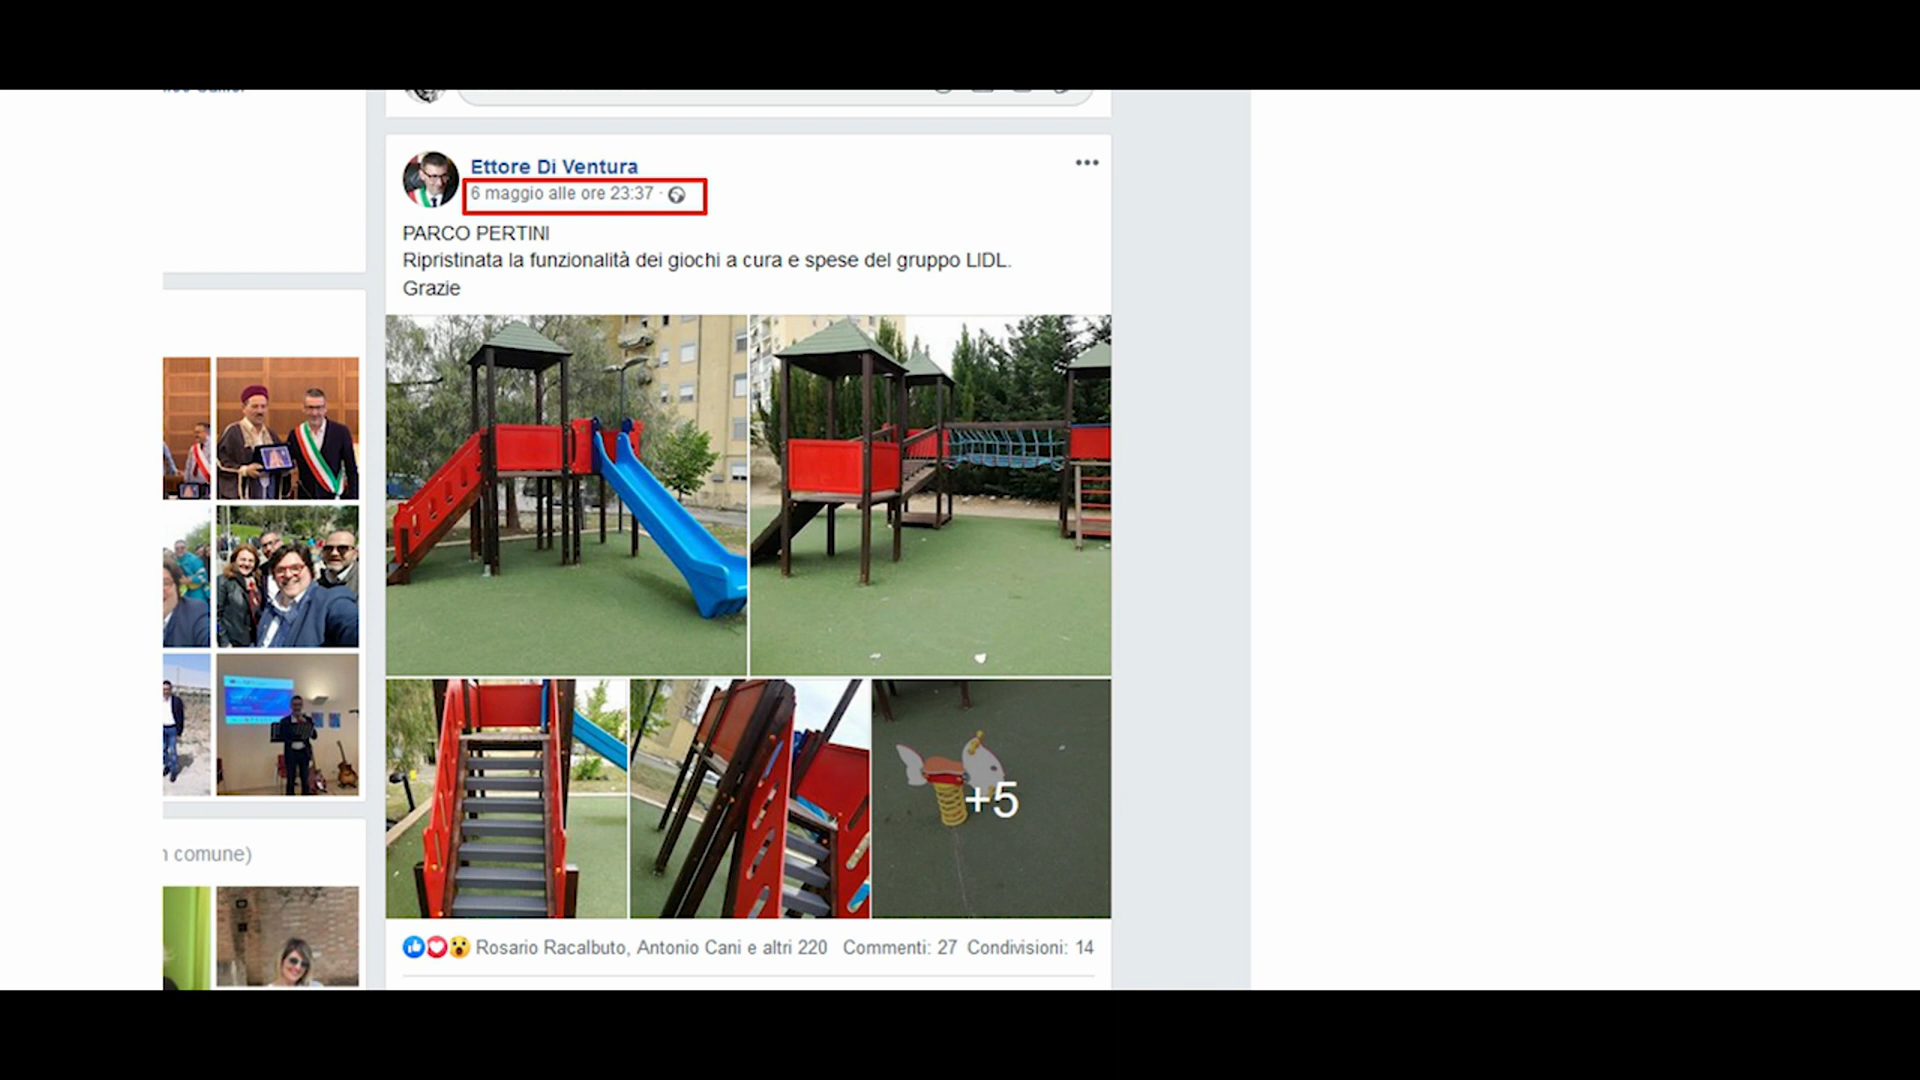 Ettore Di Ventura
6 maggio alle ore 23:37 ·
PARCO PERTINI
Ripristinata la funzionalità dei giochi a cura e spese del gruppo LIDL.
Grazie
+5
comune)
Rosario Racalbuto, Antonio Cani e altri 220 Commenti: 27 Condivisioni: 14